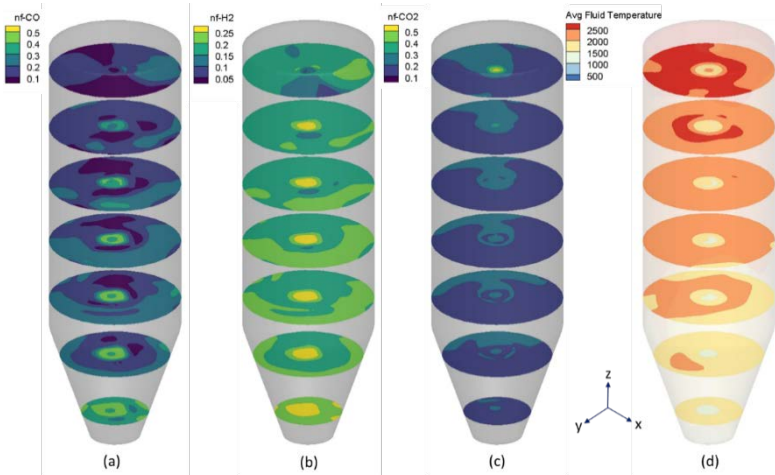 nf-CO
0.5
0.4
0.3
0.2
0.1
nf-H2
0.25
0.2
0.15
0.1
0.05
nf-CO2
0.5
0.4
0.3
0.2
0.1
Avg Fluid Temperature
2500
2000
1500
1000
500
z
y
x
(a)
(b)
(c)
(d)